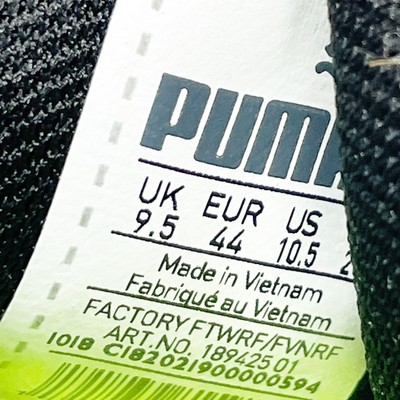 PUMA
UK EUR US
9.5 44 10.5 2
Made in Vietnam
Fabriqué au Vietnam
FACTORY FTWRF/FVNRF
ART.NO. 189425 01
1018 C182021900000594